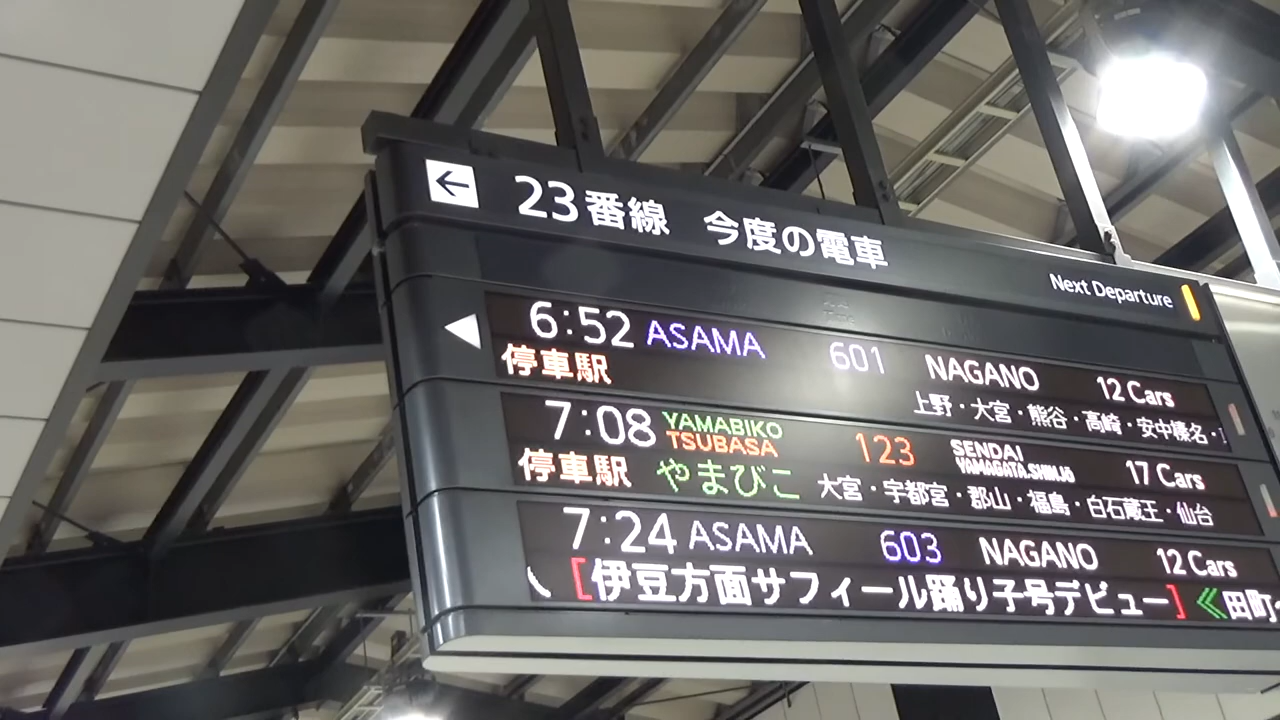 23番線 今度の電車
Next Departure
6:52 ASAMA 601 NAGANO 12 Cars
停車駅 上野・大宮・熊谷・高崎・安中榛名・
7:08 YAMABIKO TSUBASA 123 SENDAI YAMAGATA.SHINJŌ 17 Cars
停車駅 やまびこ 大宮・宇都宮・郡山・福島・白石蔵王・仙台
7:24 ASAMA 603 NAGANO 12 Cars
[伊豆方面サフィール踊り子号デビュー] 《田町